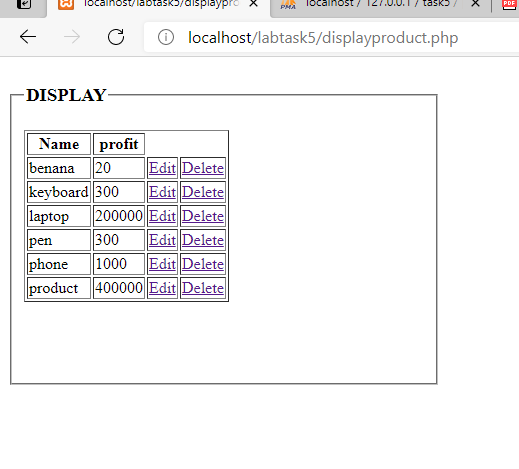 localhost/labtask5/displaypro
localhost / 127.0.0.1 / task5 /
PMA
PDF
localhost/labtask5/displayproduct.php
DISPLAY
Name profit
benana 20 Edit Delete
keyboard 300 Edit Delete
laptop 200000 Edit Delete
pen 300 Edit Delete
phone 1000 Edit Delete
product 400000 Edit Delete